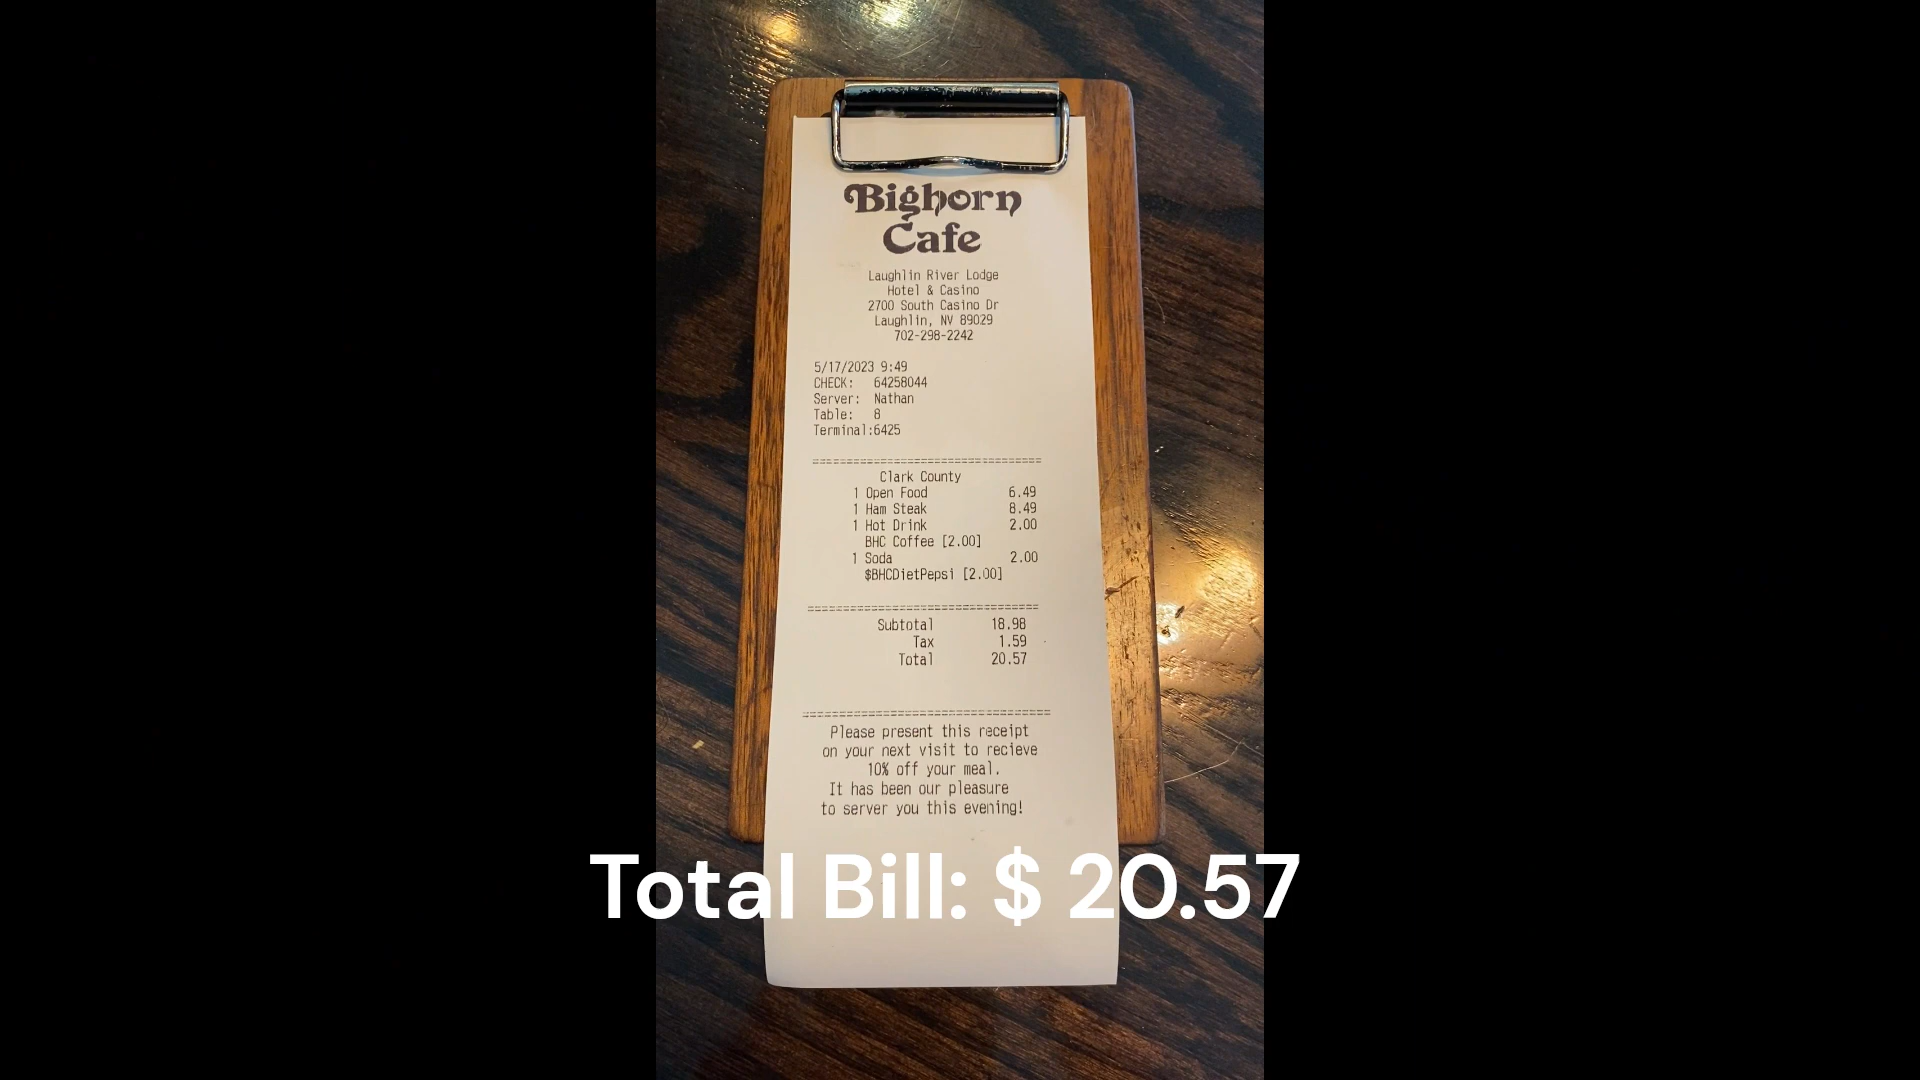 Bighorn
Cafe
Laughlin River Lodge
Hotel & Casino
2700 South Casino Dr
Laughlin, NV 89029
702-298-2242
5/17/2023 9:49
CHECK: 64258044
Server: Nathan
Table: 8
Terminal:6425
Clark County
1 Open Food 6.49
1 Ham Steak 8.49
1 Hot Drink 2.00
BHC Coffee [2.00]
1 Soda 2.00
$BHCDietPepsi [2.00]
Subtotal 18.98
Tax 1.59
Total 20.57
Please present this receipt
on your next visit to recieve
10% off your meal.
It has been our pleasure
to server you this evening!
Total Bill: $ 20.57